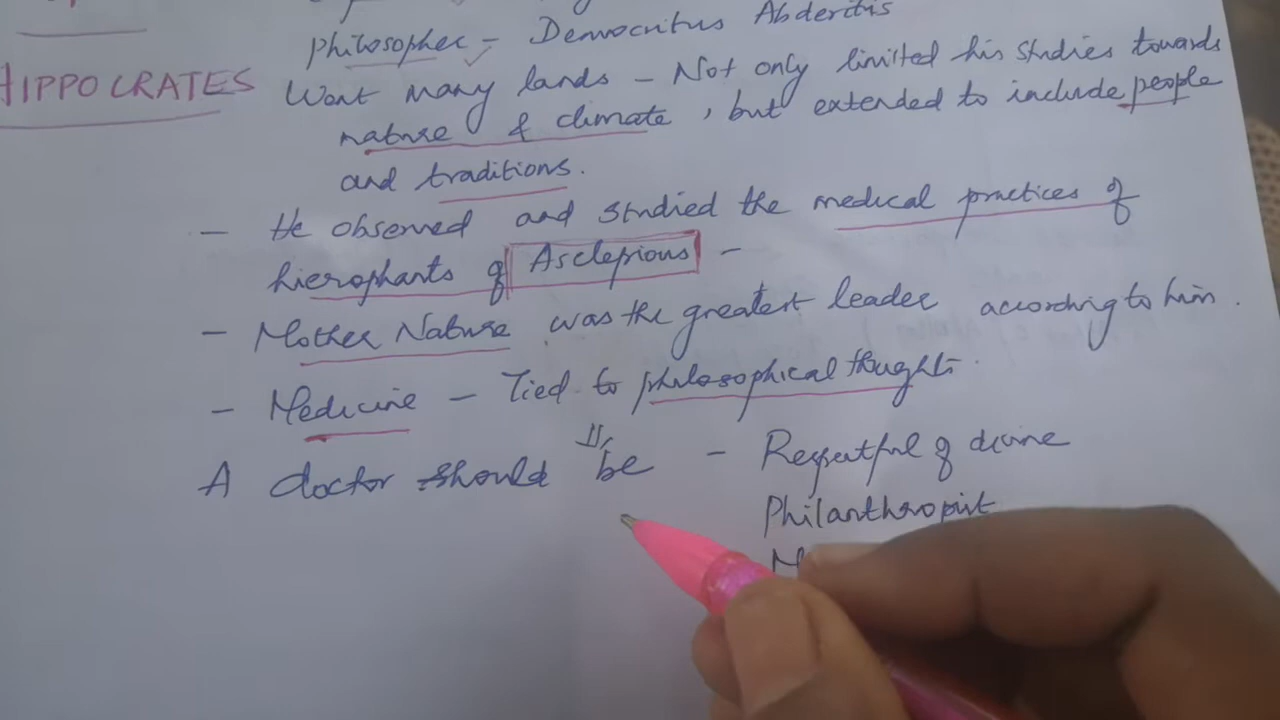 Philosopher - Democritus Abderitis
HIPPOCRATES
Went many lands - Not only limited his studies towards
nature & climate, but extended to include people
and traditions.
- He observed and studied the medical practices of
hierophants of Asclepious -
- Mother Nature was the greatest leader according to him.
- Medicine - Tied to philosophical thoughts.
A doctor should be - Respectful of divine
Philanthropist